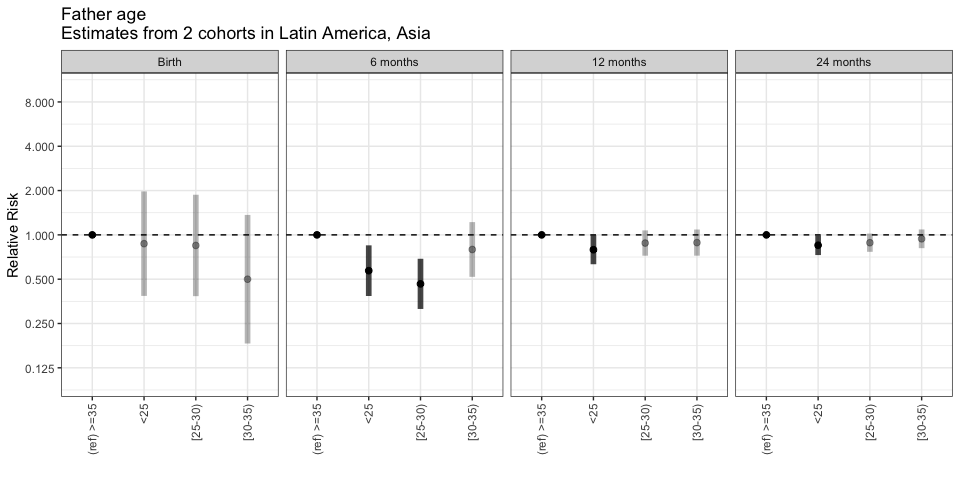 Father age
Estimates from 2 cohorts in Latin America, Asia
Birth
6 months
12 months
24 months
Relative Risk
8.000
4.000
2.000
1.000
0.500
0.250
0.125
(ref) >=35
<25
[25-30)
[30-35)
(ref) >=35
<25
[25-30)
[30-35)
(ref) >=35
<25
[25-30)
[30-35)
(ref) >=35
<25
[25-30)
[30-35)